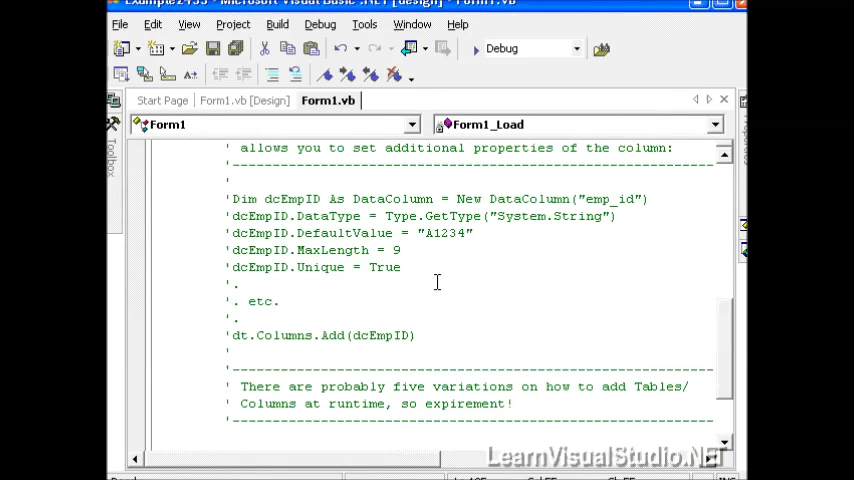 Microsoft Visual Basic .NET [design] - Form1.vb
File Edit View Project Build Debug Tools Window Help
Debug
Start Page Form1.vb [Design] Form1.vb
Form1 Form1_Load
Toolbox
' allows you to set additional properties of the column:
'---------------------------------------------------------
'
'Dim dcEmpID As DataColumn = New DataColumn("emp_id")
'dcEmpID.DataType = Type.GetType("System.String")
'dcEmpID.DefaultValue = "A1234"
'dcEmpID.MaxLength = 9
'dcEmpID.Unique = True
'.
'. etc.
'.
'dt.Columns.Add(dcEmpID)
'
'---------------------------------------------------------
' There are probably five variations on how to add Tables/
' Columns at runtime, so expirement!
'---------------------------------------------------------
LearnVisualStudio.NET